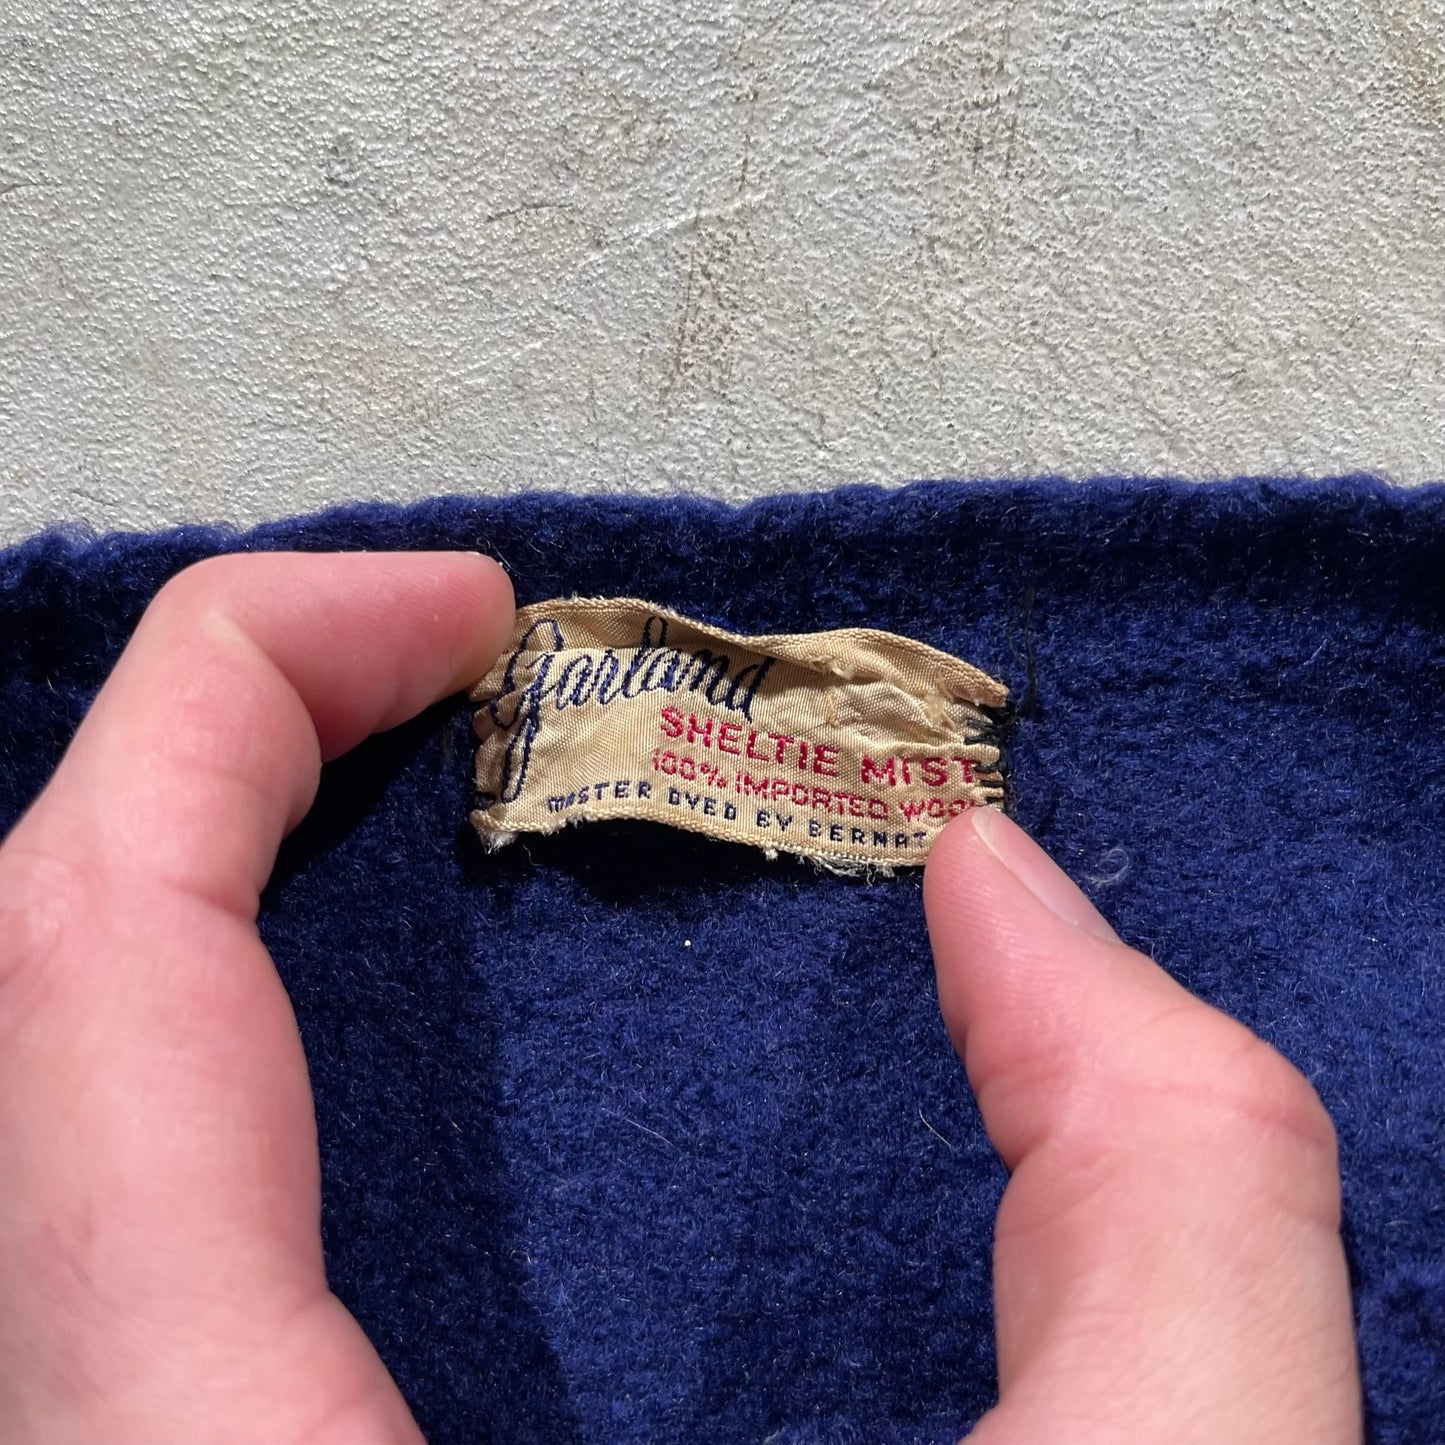 Garland
SHELTIE MIST
100% IMPORTED WOOL
MASTER DYED BY BERNAT